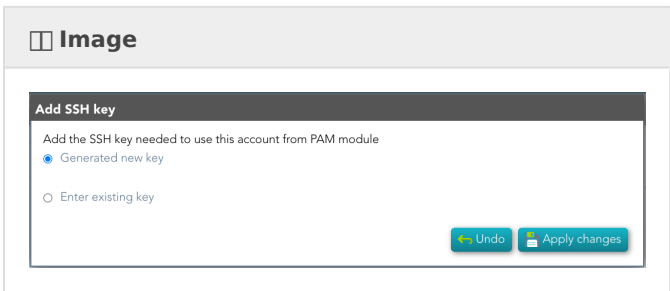 Image
Add SSH key
Add the SSH key needed to use this account from PAM module
Generated new key
Enter existing key
Undo
Apply changes